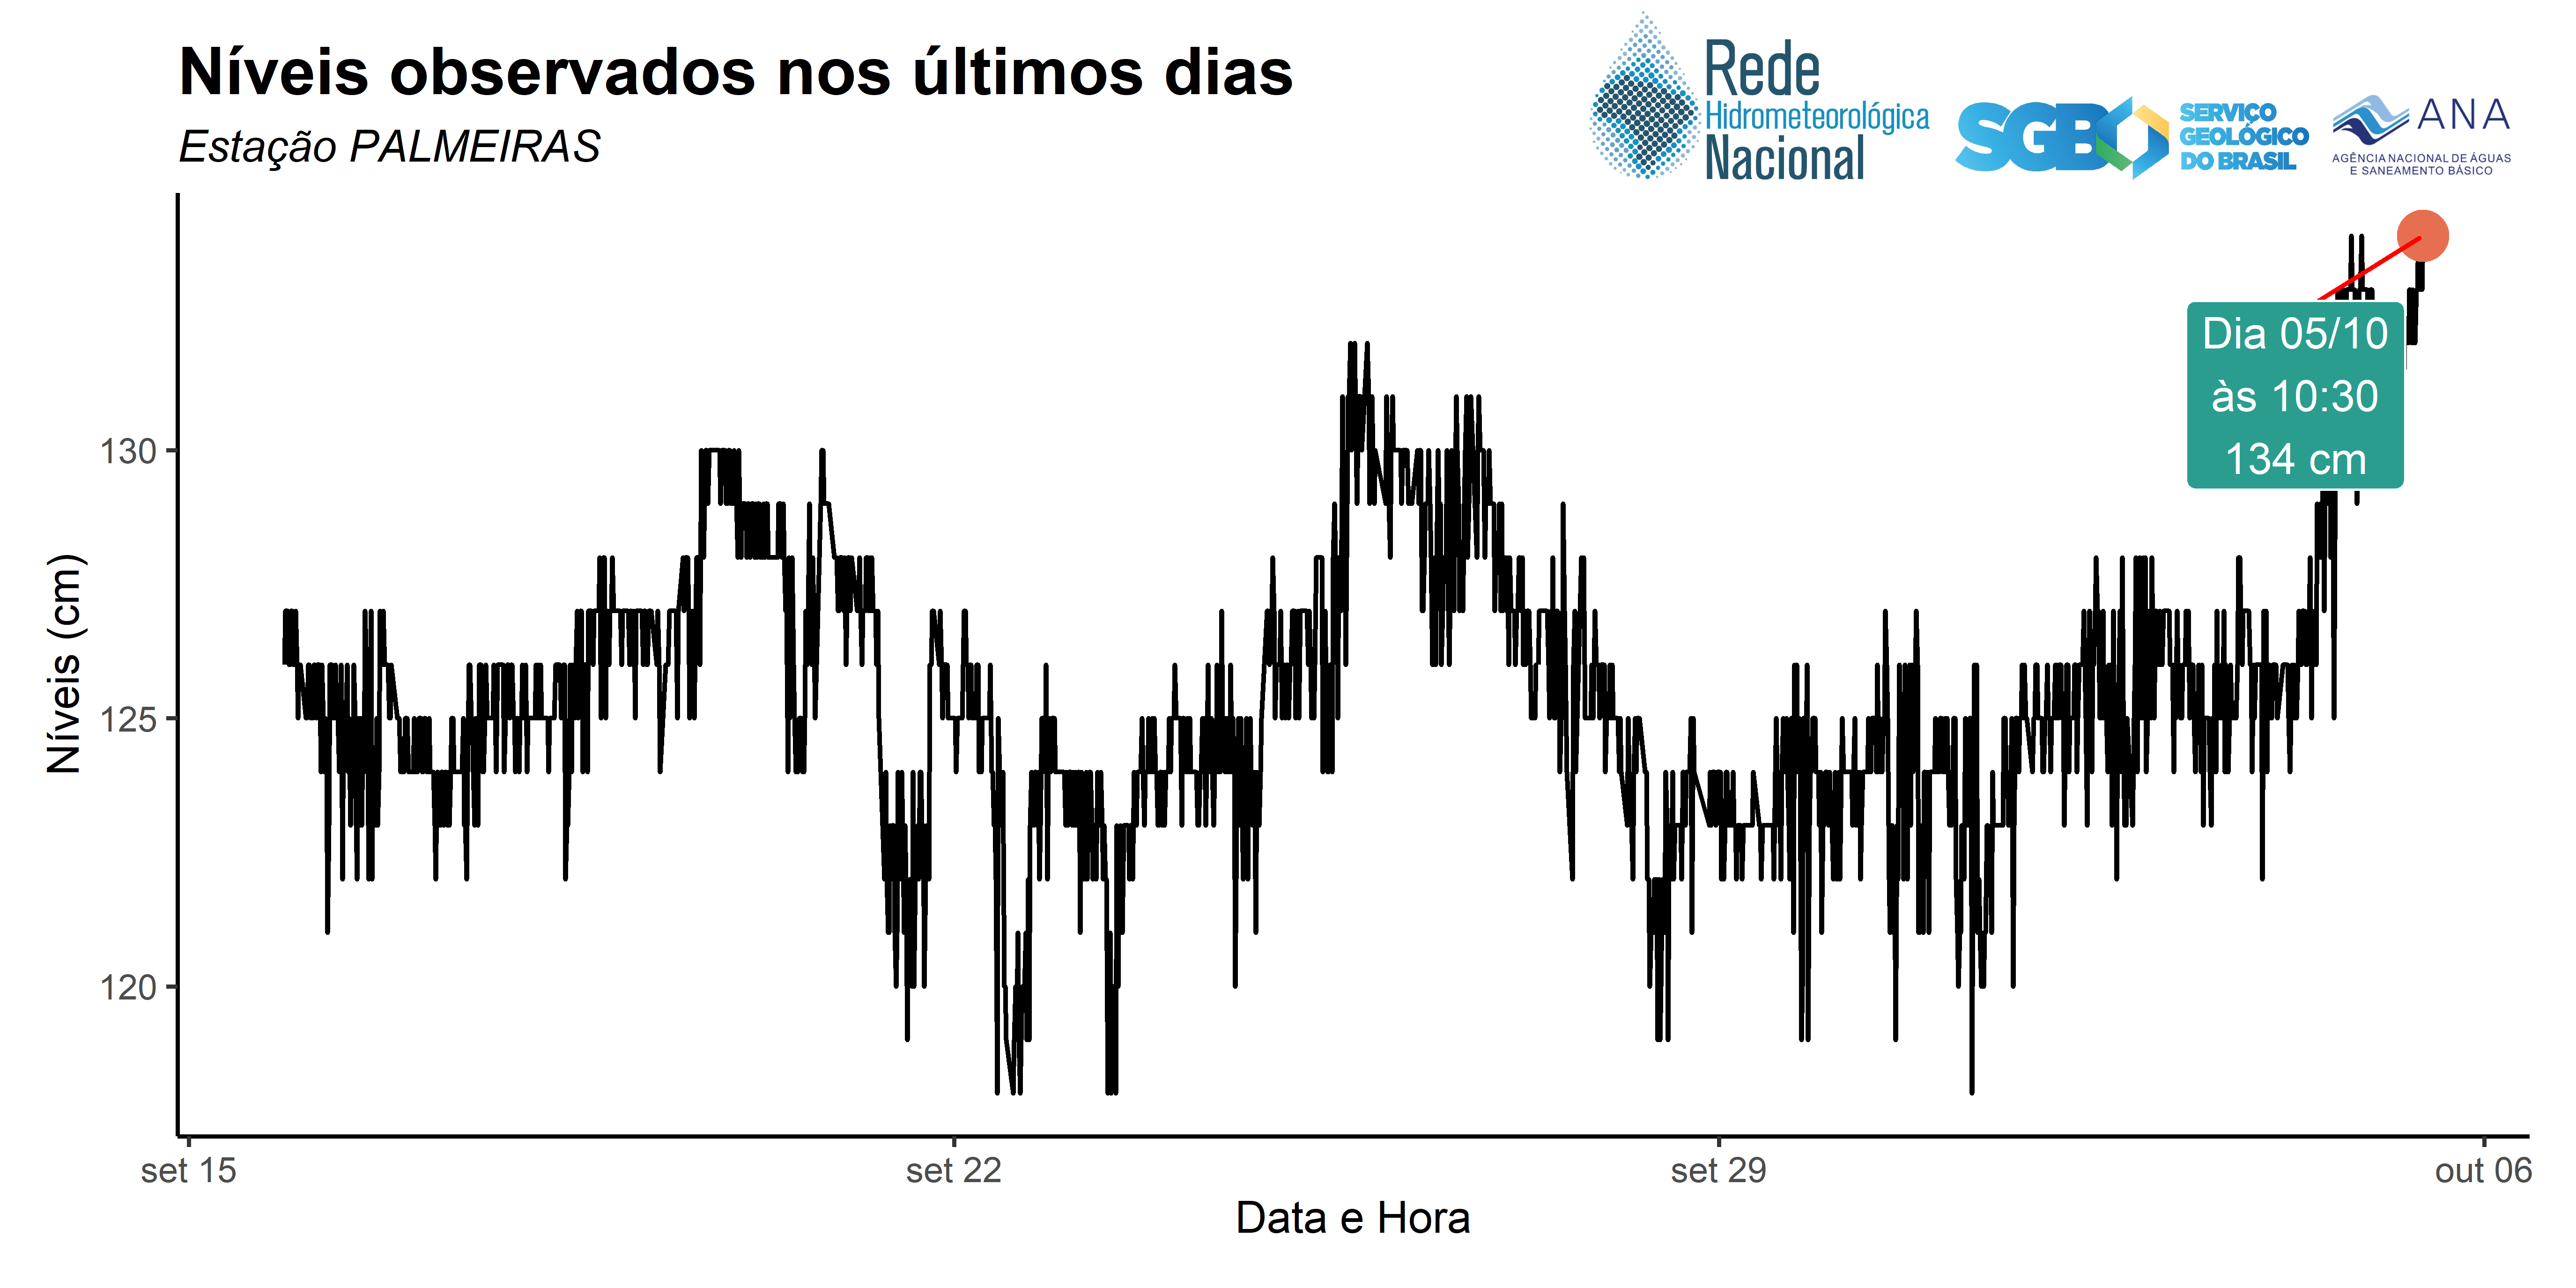 Níveis observados nos últimos dias
Estação PALMEIRAS
Rede
Hidrometeorológica
Nacional
SGB
SERVIÇO
GEOLÓGICO
DO BRASIL
ANA
AGÊNCIA NACIONAL DE ÁGUAS
E SANEAMENTO BÁSICO
Dia 05/10
às 10:30
134 cm
Níveis (cm)
130
125
120
set 15
set 22
set 29
out 06
Data e Hora